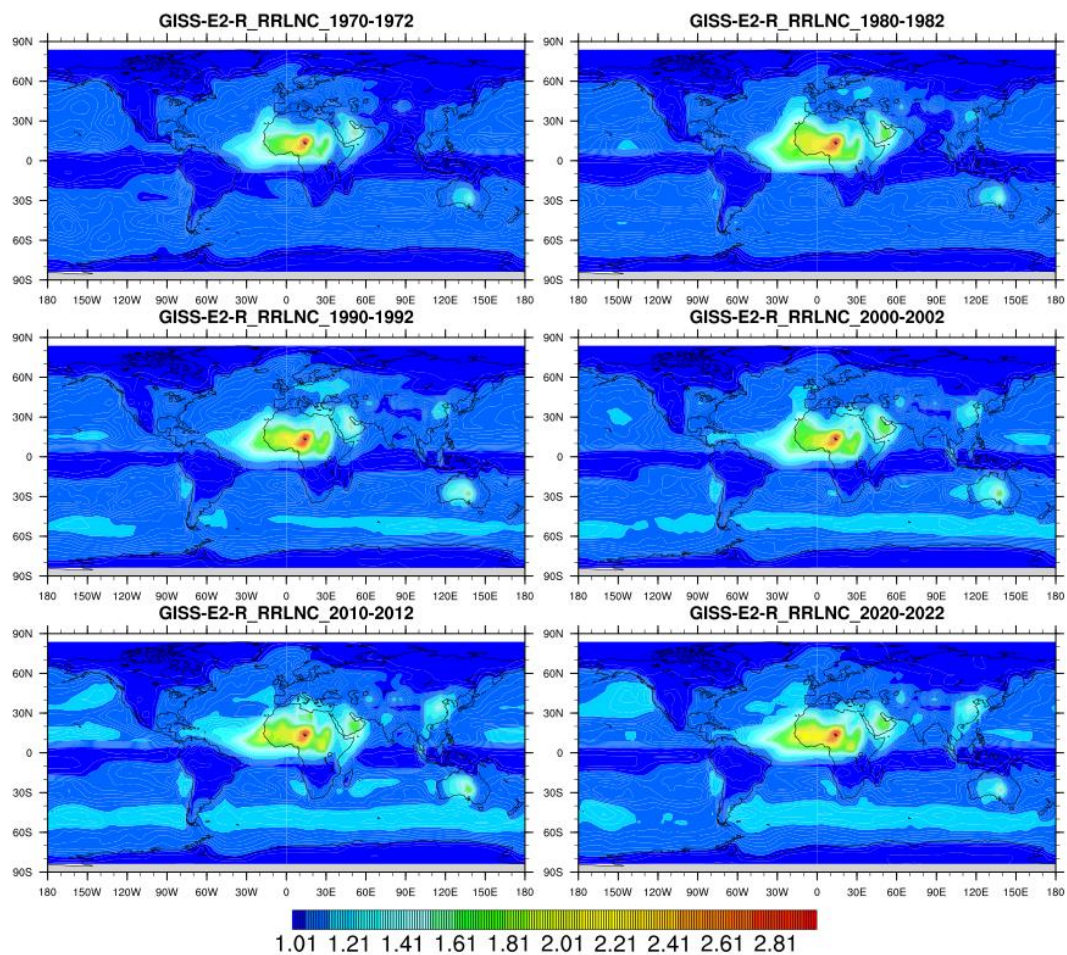 GISS-E2-R_RRLNC_1970-1972 GISS-E2-R_RRLNC_1980-1982
90N 90N
60N 60N
30N 30N
0 0
30S 30S
60S 60S
90S 90S
180 150W 120W 90W 60W 30W 0 30E 60E 90E 120E 150E 180 150W 120W 90W 60W 30W 0 30E 60E 90E 120E 150E 180
GISS-E2-R_RRLNC_1990-1992 GISS-E2-R_RRLNC_2000-2002
90N 90N
60N 60N
30N 30N
0 0
30S 30S
60S 60S
90S 90S
180 150W 120W 90W 60W 30W 0 30E 60E 90E 120E 150E 180 150W 120W 90W 60W 30W 0 30E 60E 90E 120E 150E 180
GISS-E2-R_RRLNC_2010-2012 GISS-E2-R_RRLNC_2020-2022
90N 90N
60N 60N
30N 30N
0 0
30S 30S
60S 60S
90S 90S
180 150W 120W 90W 60W 30W 0 30E 60E 90E 120E 150E 180 150W 120W 90W 60W 30W 0 30E 60E 90E 120E 150E 180
1.01 1.21 1.41 1.61 1.81 2.01 2.21 2.41 2.61 2.81